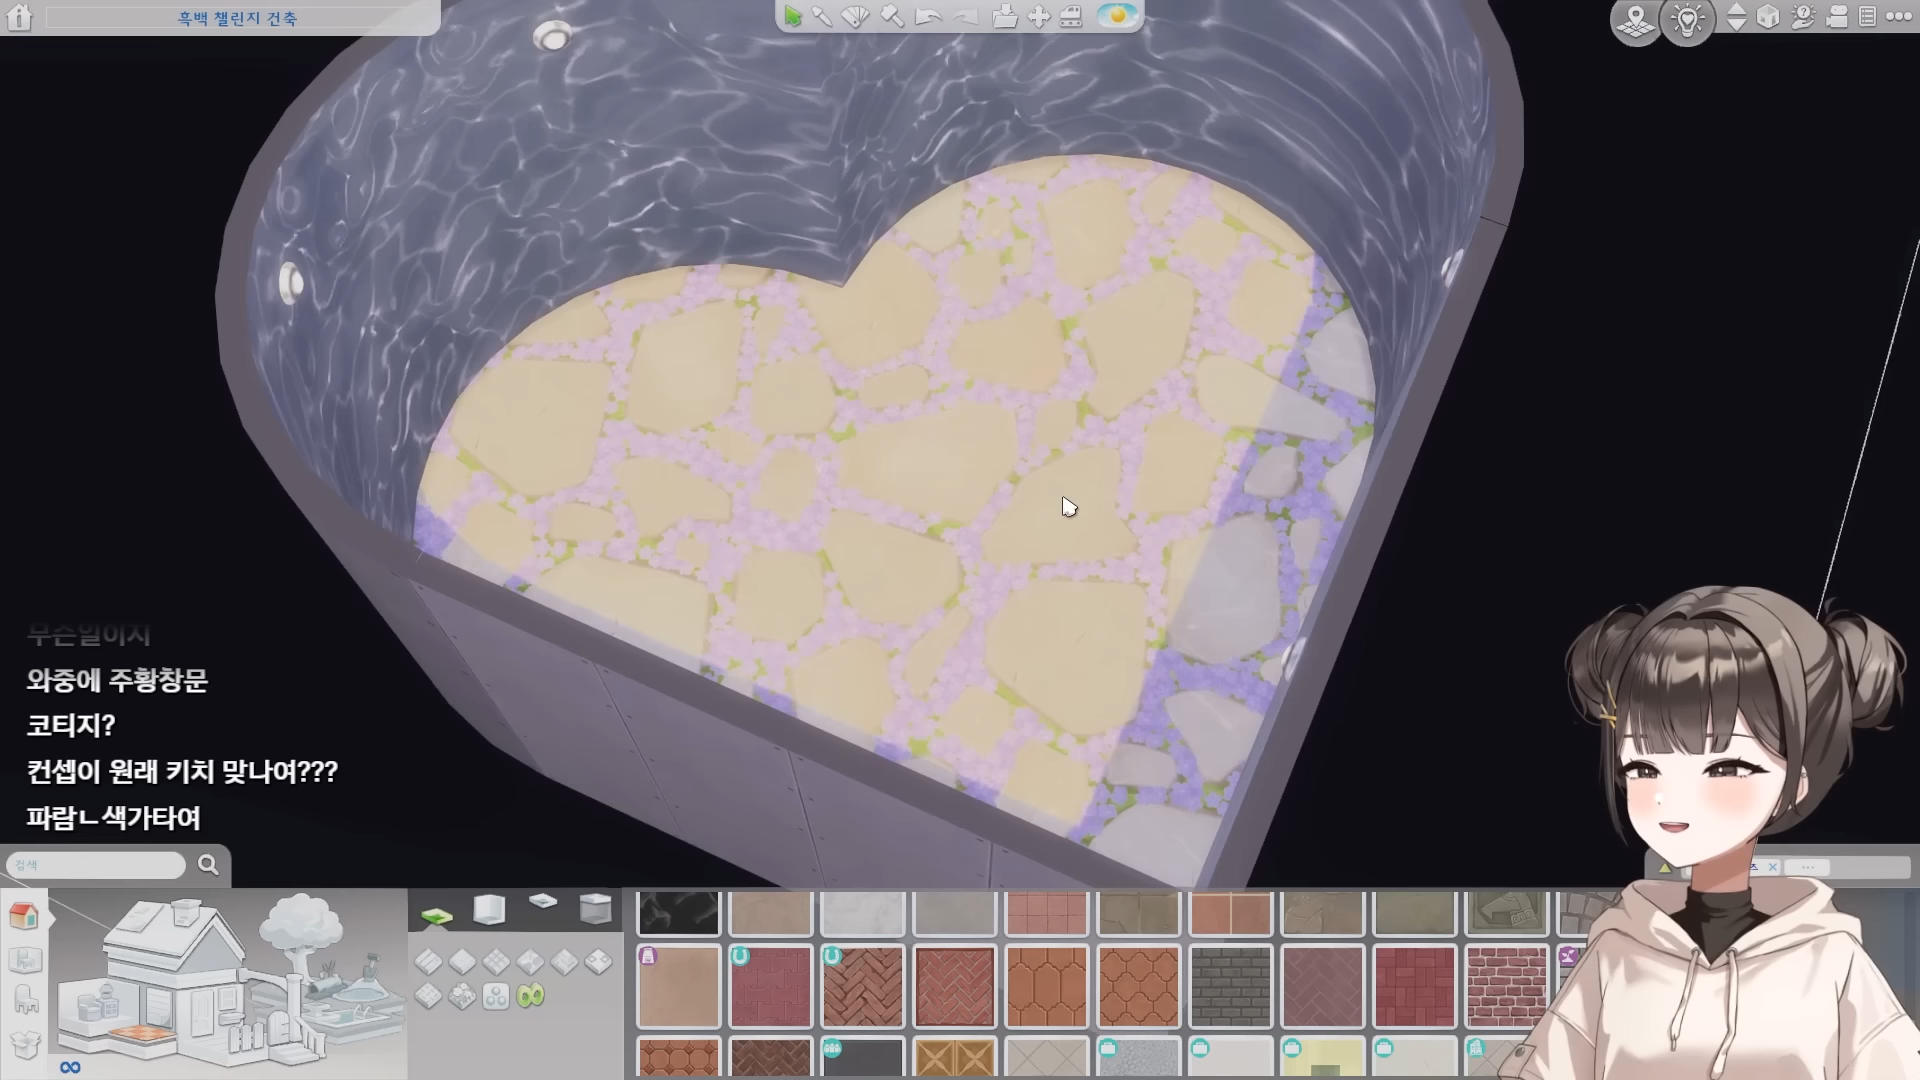 흑백 챌린지 건축
무슨일이지
와중에 주황창문
코티지?
컨셉이 원래 키치 맞나여???
파람ㄴ색가타여
검색